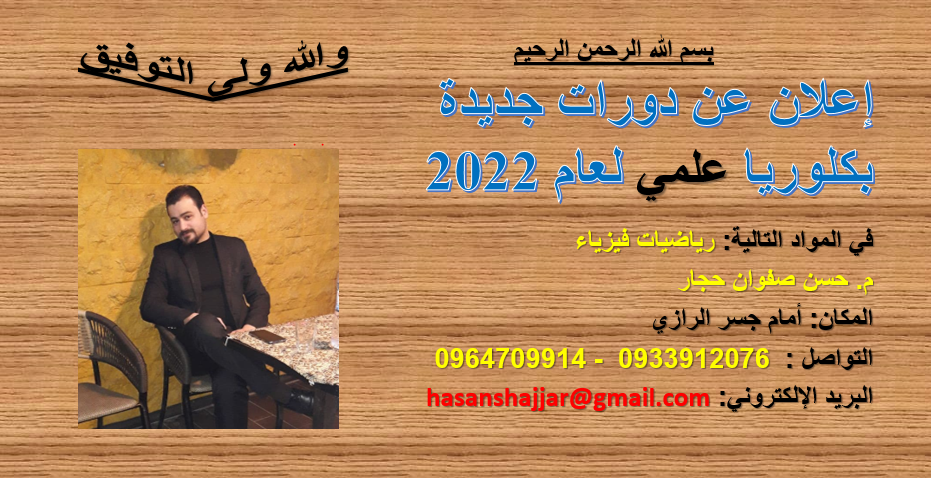 بسم الله الرحمن الرحيم
والله ولي التوفيق
إعلان عن دورات جديدة
بكلوريا علمي لعام 2022
في المواد التالية: رياضيات فيزياء
م. حسن صفوان حجار
المكان: أمام جسر الرازي
التواصل : 0933912076 - 0964709914
البريد الإلكتروني: hasanshajjar@gmail.com